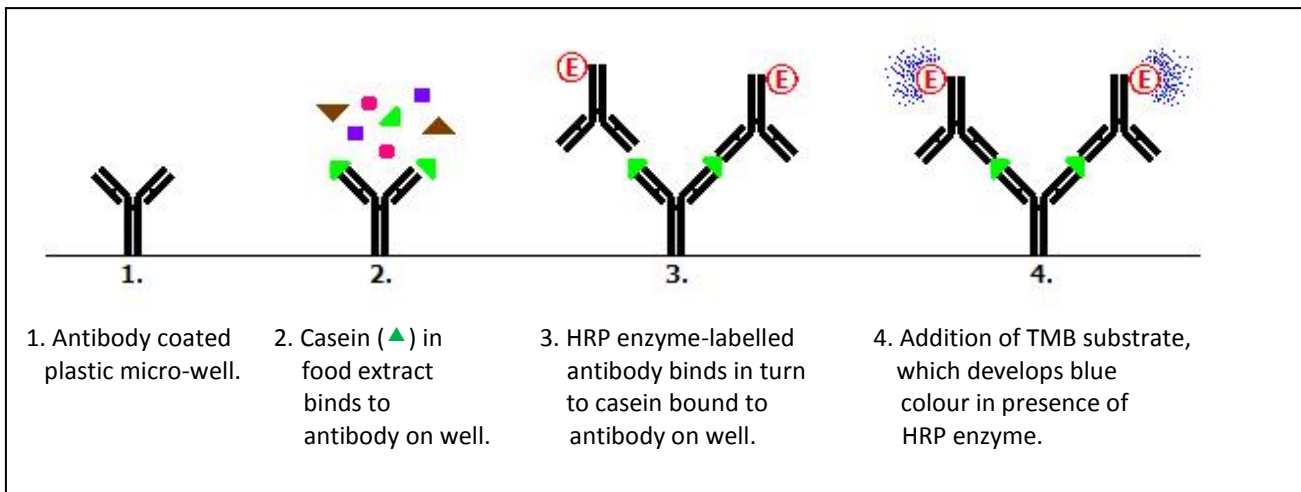 E
E
E
E
1.
2.
3.
4.
1. Antibody coated
plastic micro-well.
2. Casein (▲) in
food extract
binds to
antibody on well.
3. HRP enzyme-labelled
antibody binds in turn
to casein bound to
antibody on well.
4. Addition of TMB substrate,
which develops blue
colour in presence of
HRP enzyme.